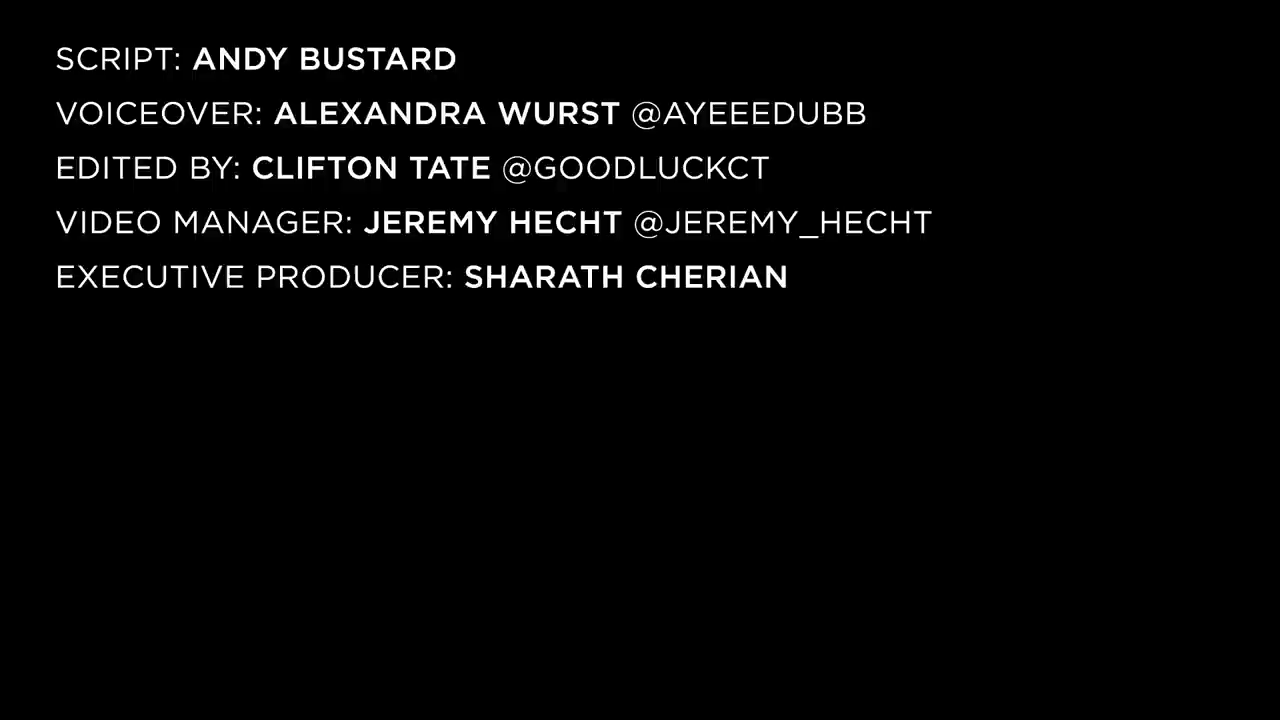 SCRIPT: ANDY BUSTARD
VOICEOVER: ALEXANDRA WURST @AYEEEDUBB
EDITED BY: CLIFTON TATE @GOODLUCKCT
VIDEO MANAGER: JEREMY HECHT @JEREMY_HECHT
EXECUTIVE PRODUCER: SHARATH CHERIAN